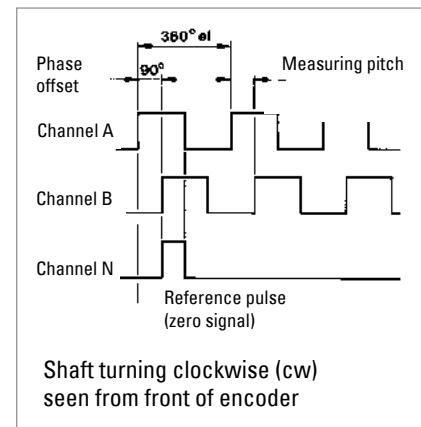 360° el
Phase
offset
90°
Measuring pitch
Channel A
Channel B
Channel N
Reference pulse
(zero signal)
Shaft turning clockwise (cw)
seen from front of encoder